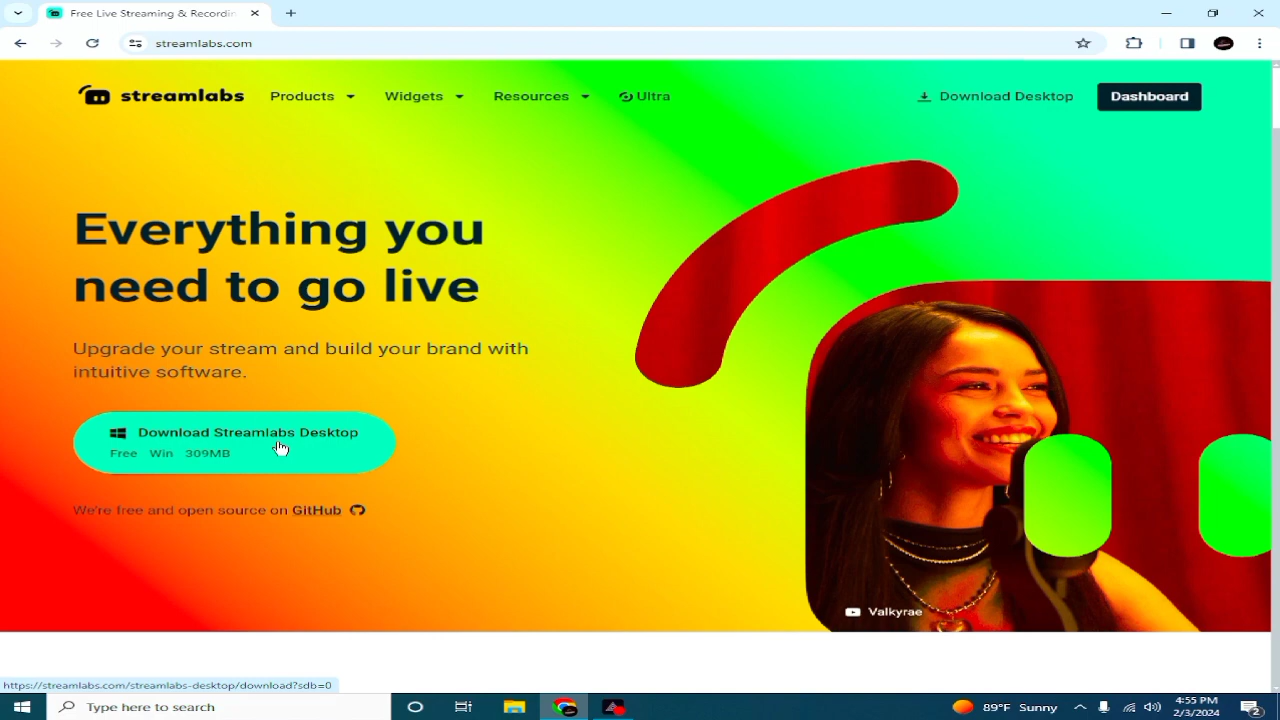 Free Live Streaming & Recordin
streamlabs.com
streamlabs Products Widgets Resources Ultra Download Desktop Dashboard
Everything you
need to go live
Upgrade your stream and build your brand with
intuitive software.
Download Streamlabs Desktop
Free Win 309MB
We're free and open source on GitHub
Valkyrae
https://streamlabs.com/streamlabs-desktop/download?sdb=0
Type here to search
89°F Sunny
4:55 PM
2/3/2024
2